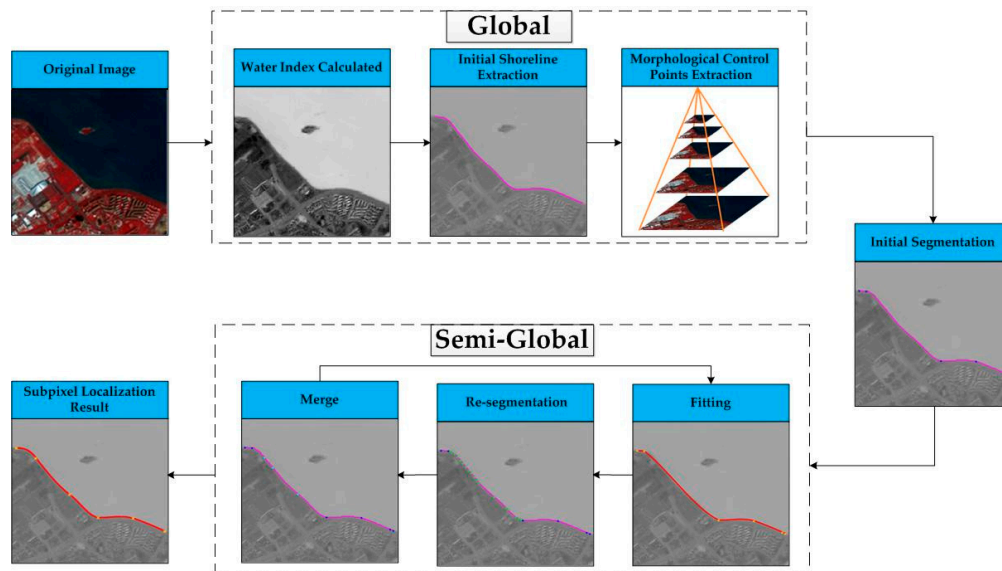 Global
Original Image
Water Index Calculated
Initial Shoreline
Extraction
Morphological Control
Points Extraction
Initial Segmentation
Semi-Global
Subpixel Localization
Result
Merge
Re-segmentation
Fitting